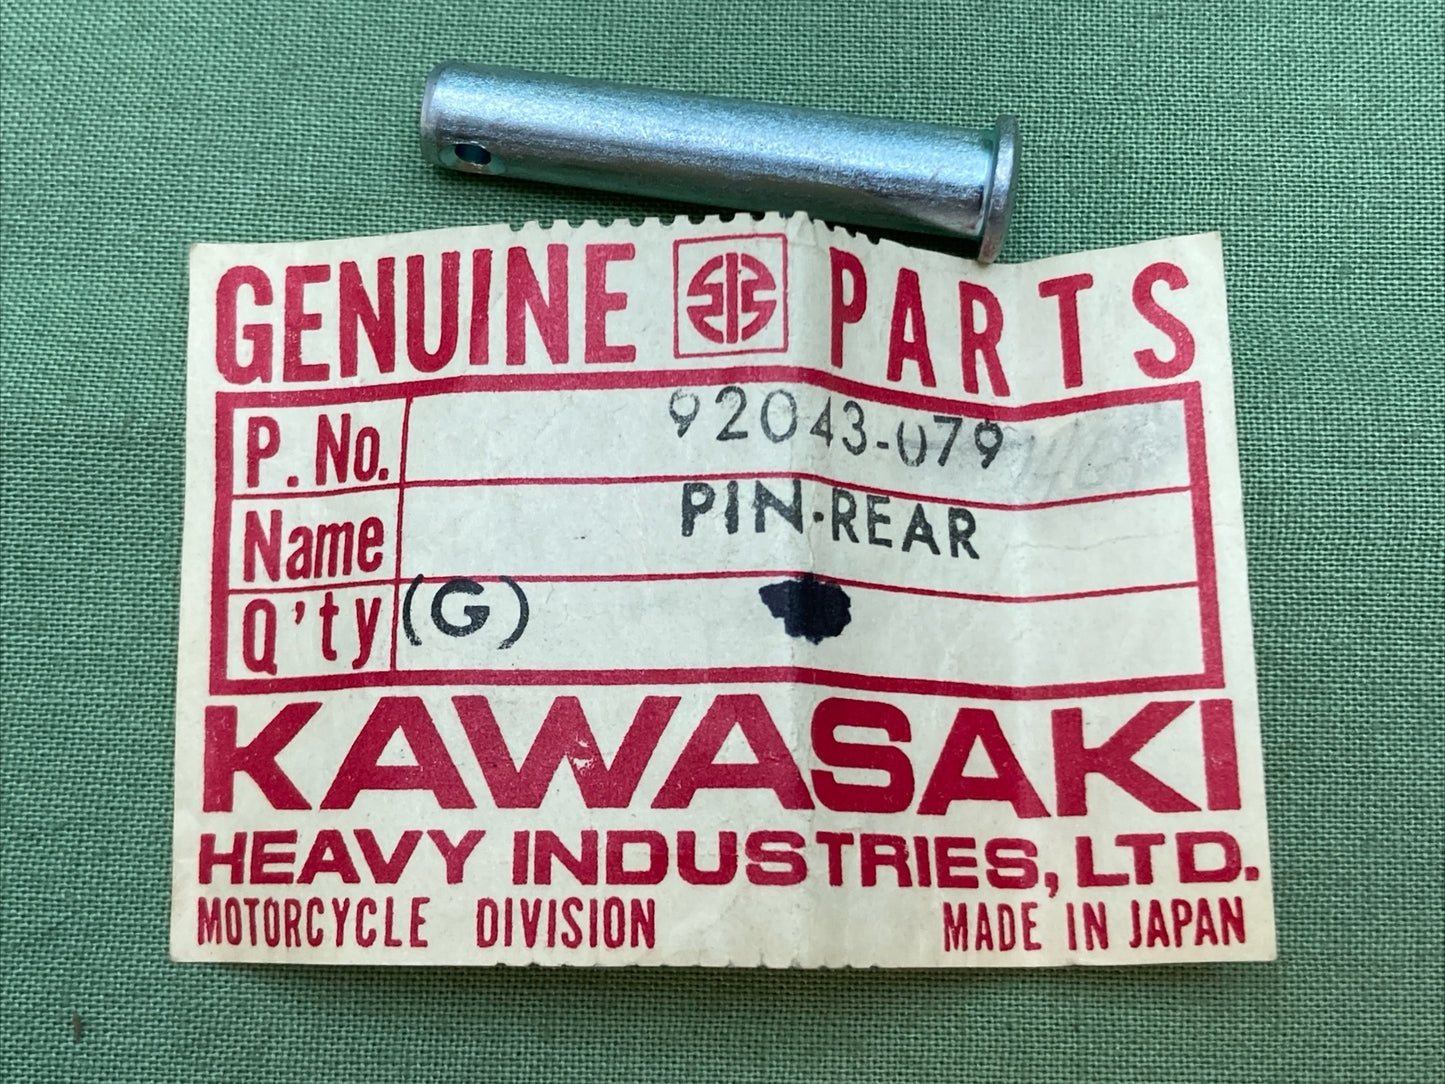 GENUINE PARTS
P. No. 92043-079
Name PIN-REAR
Q'ty (G)
KAWASAKI
HEAVY INDUSTRIES, LTD.
MOTORCYCLE DIVISION MADE IN JAPAN